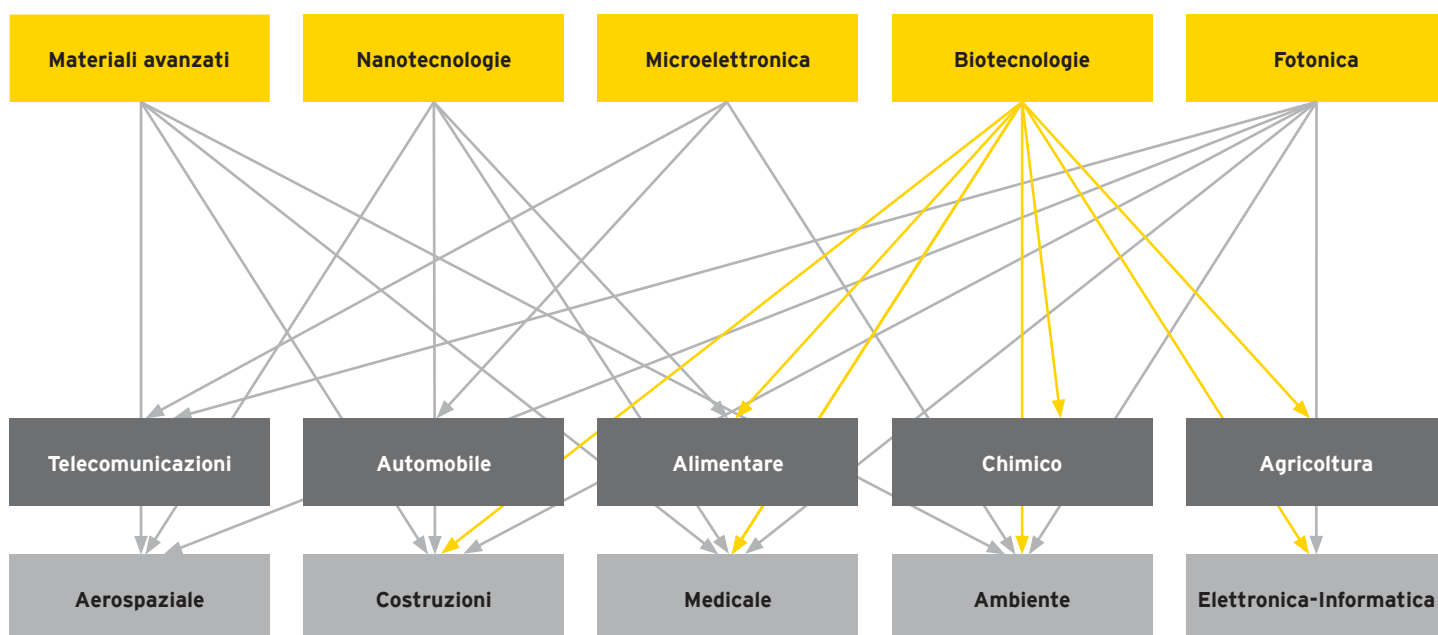 Materiali avanzati
Nanotecnologie
Microelettronica
Biotecnologie
Fotonica
Telecomunicazioni
Automobile
Alimentare
Chimico
Agricoltura
Aerospaziale
Costruzioni
Medicale
Ambiente
Elettronica-Informatica